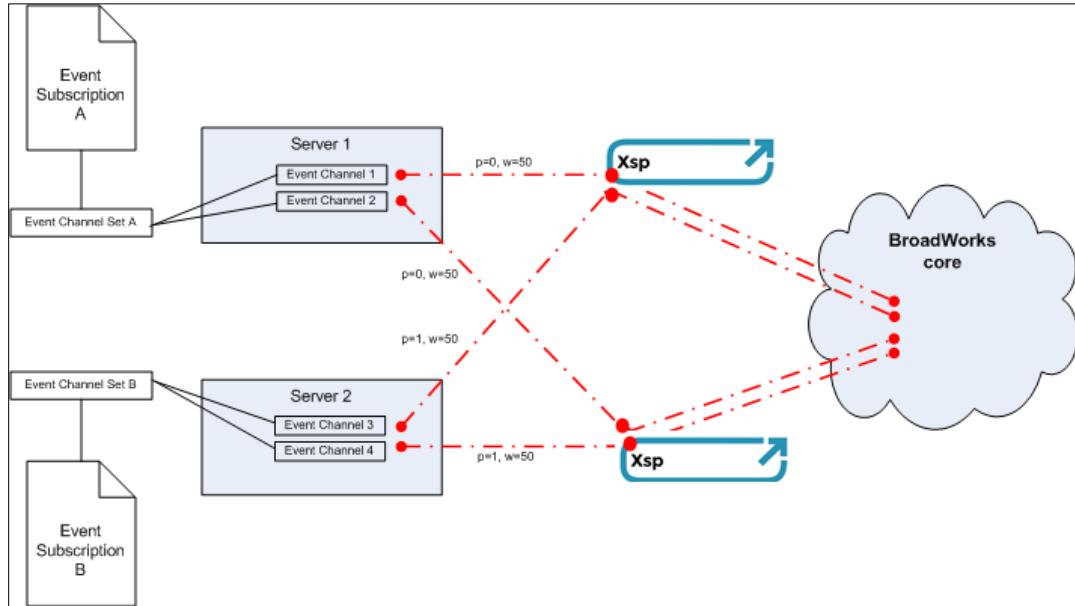 Event
Subscription
A
Server 1
Event Channel 1
Event Channel 2
Event Channel Set A
p=0, w=50
Xsp
BroadWorks
core
p=0, w=50
p=1, w=50
Event Channel Set B
Server 2
Event Channel 3
Event Channel 4
p=1, w=50
Xsp
Event
Subscription
B